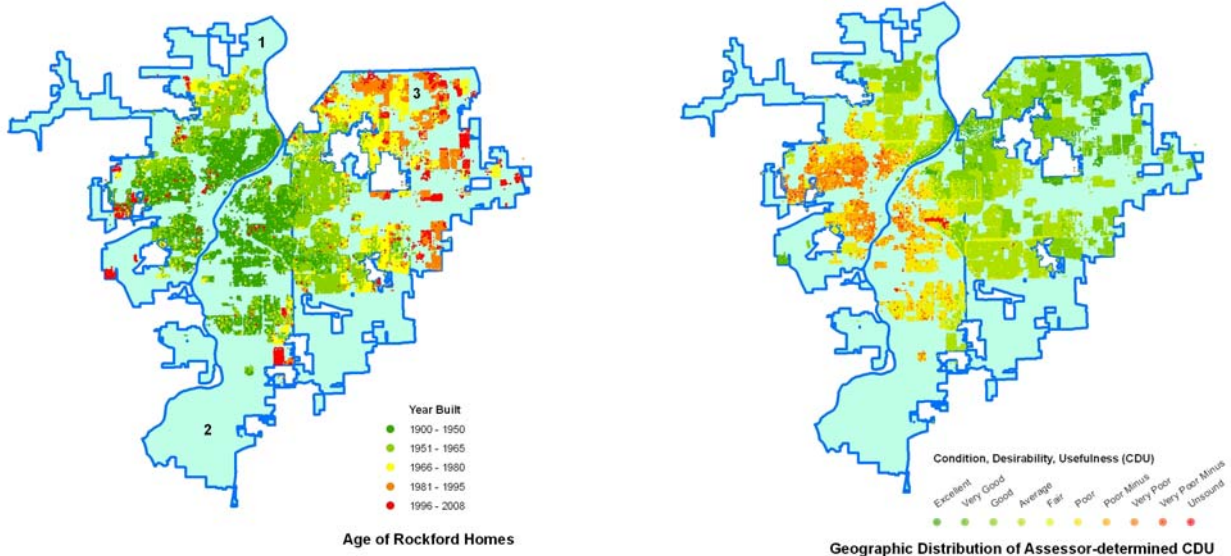 1
3
2
Year Built
1900 - 1950
1951 - 1965
1966 - 1980
1981 - 1995
1996 - 2008
Age of Rockford Homes
Condition, Desirability, Usefulness (CDU)
Excellent
Very Good
Good
Average
Fair
Poor
Poor Minus
Very Poor
Very Poor Minus
Unsound
Geographic Distribution of Assessor-determined CDU